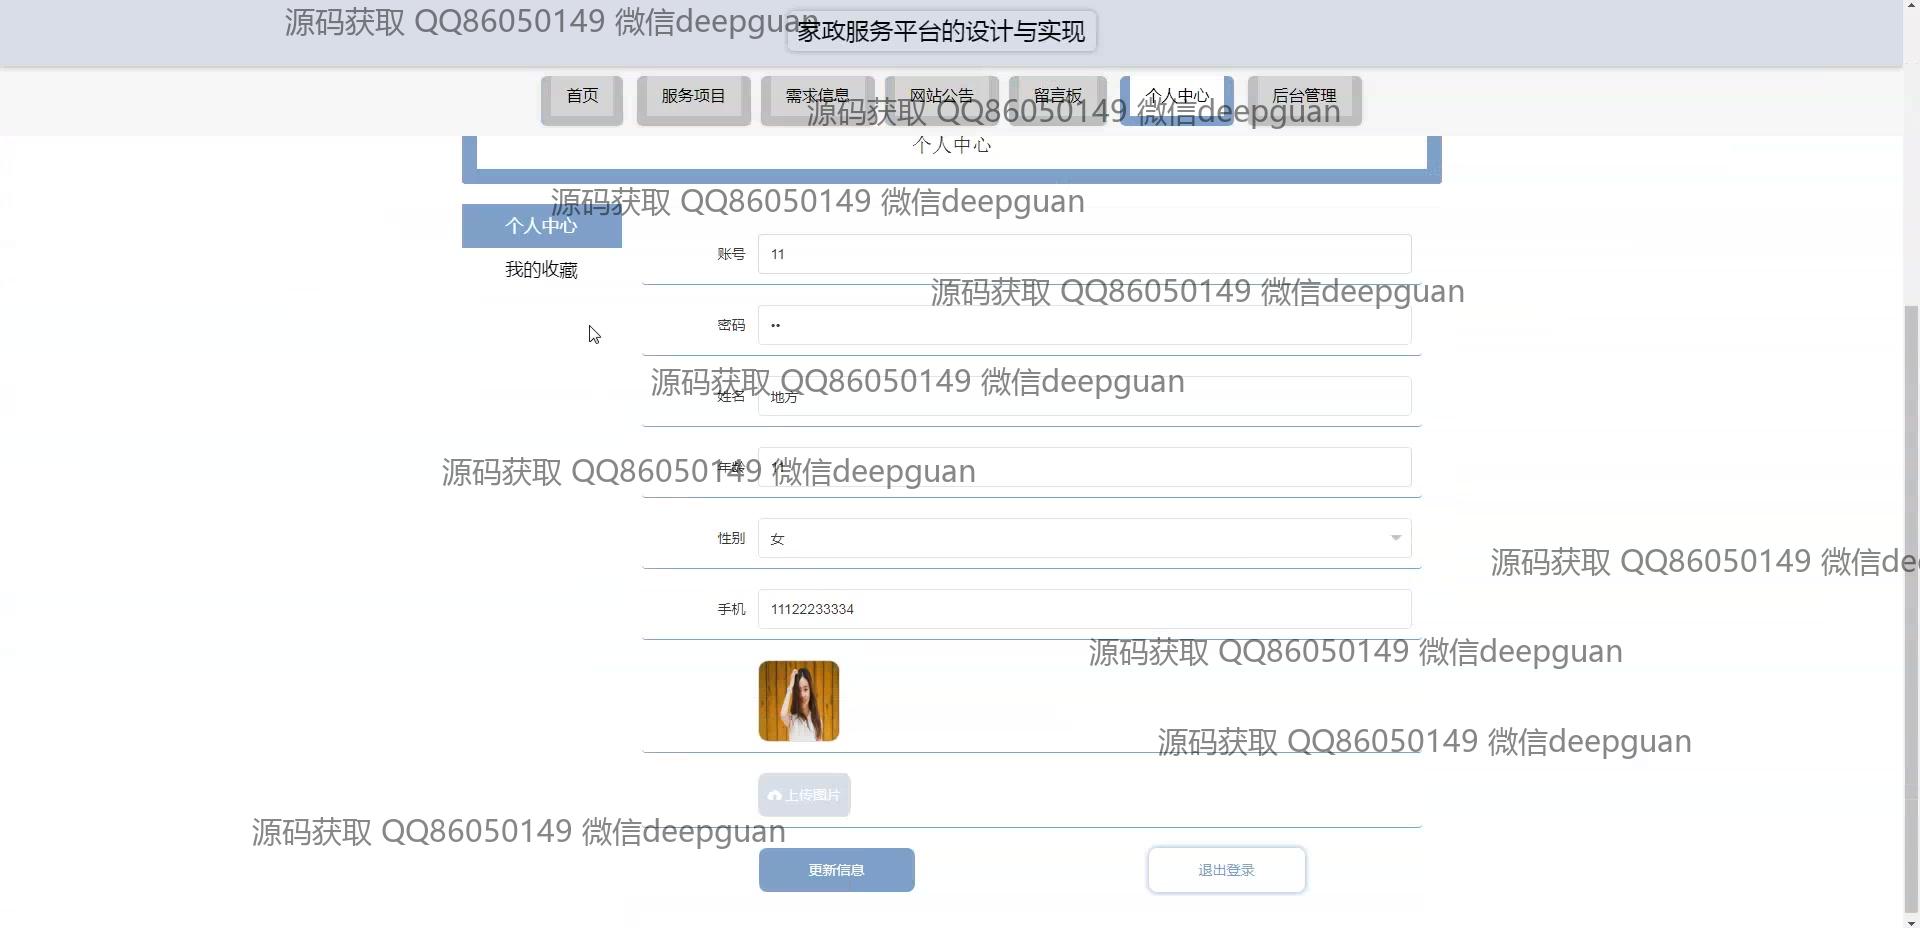 源码获取 QQ86050149 微信deepguan
家政服务平台的设计与实现
首页 服务项目 需求信息 网站公告 留言板 个人中心 后台管理
源码获取 QQ86050149 微信deepguan
个人中心
源码获取 QQ86050149 微信deepguan
个人中心
我的收藏
账号 11
源码获取 QQ86050149 微信deepguan
密码 ••
源码获取 QQ86050149 微信deepguan
姓名 地方
源码获取 QQ86050149 微信deepguan
年龄 11
性别 女
源码获取 QQ86050149 微信dee
手机 11122233334
源码获取 QQ86050149 微信deepguan
源码获取 QQ86050149 微信deepguan
上传图片
源码获取 QQ86050149 微信deepguan
更新信息 退出登录